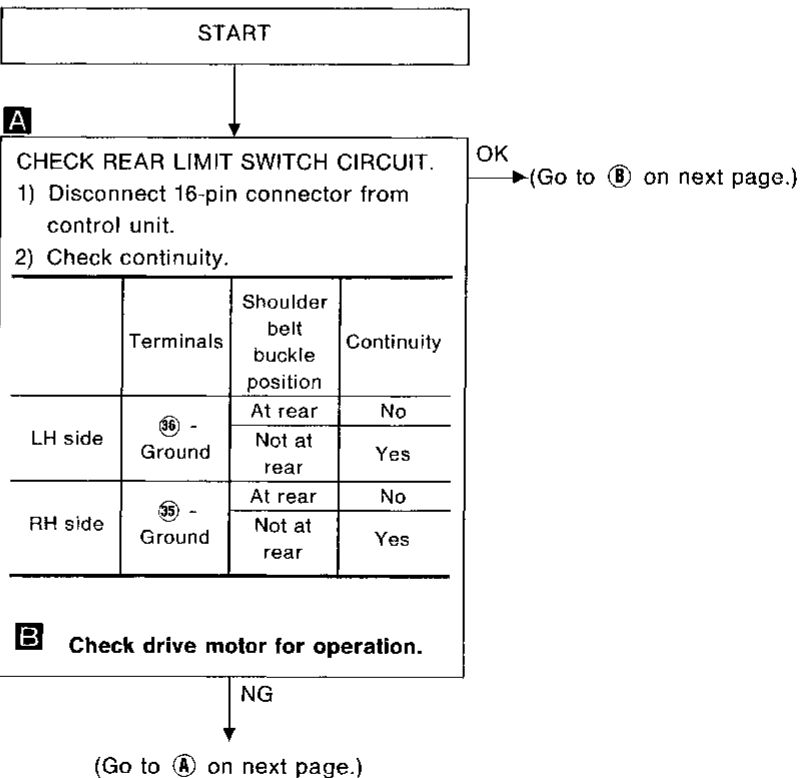 START
A
CHECK REAR LIMIT SWITCH CIRCUIT.
1) Disconnect 16-pin connector from
control unit.
2) Check continuity.
OK
(Go to Ⓑ on next page.)
Terminals
Shoulder
belt
buckle
position
Continuity
LH side
㊱ -
Ground
At rear
No
Not at
rear
Yes
RH side
㉟ -
Ground
At rear
No
Not at
rear
Yes
B Check drive motor for operation.
NG
(Go to Ⓐ on next page.)